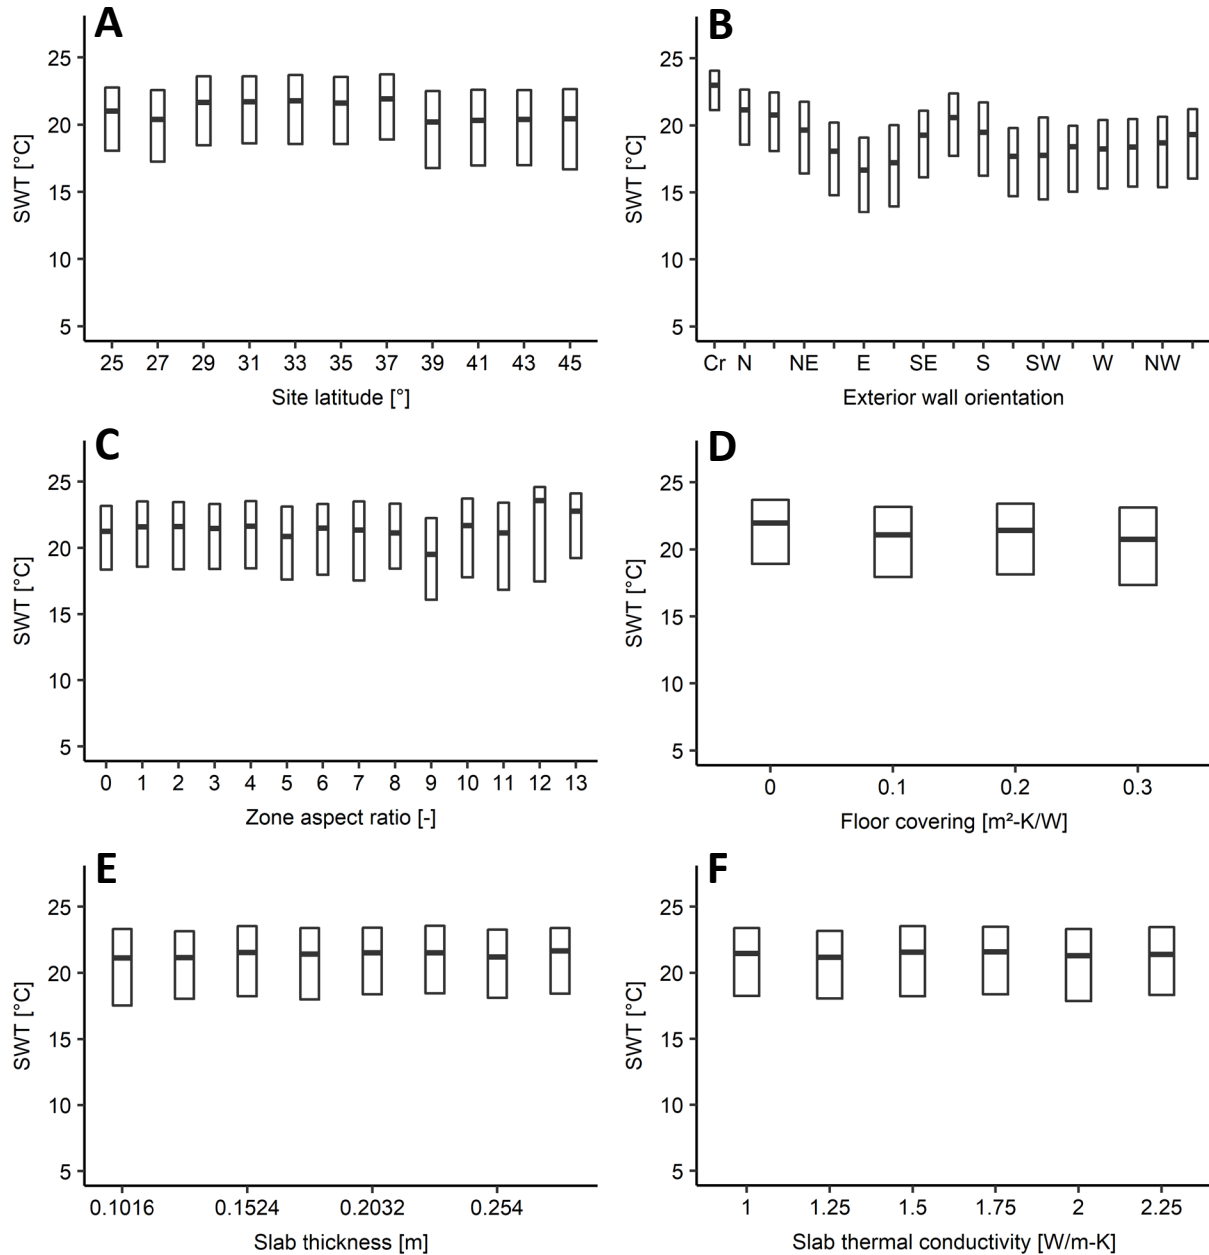 A
SWT [°C]
25
20
15
10
5
25 27 29 31 33 35 37 39 41 43 45
Site latitude [°]
B
SWT [°C]
25
20
15
10
5
Cr N NE E SE S SW W NW
Exterior wall orientation
C
SWT [°C]
25
20
15
10
5
0 1 2 3 4 5 6 7 8 9 10 11 12 13
Zone aspect ratio [-]
D
SWT [°C]
25
20
15
10
5
0 0.1 0.2 0.3
Floor covering [m²-K/W]
E
SWT [°C]
25
20
15
10
5
0.1016 0.1524 0.2032 0.254
Slab thickness [m]
F
SWT [°C]
25
20
15
10
5
1 1.25 1.5 1.75 2 2.25
Slab thermal conductivity [W/m-K]